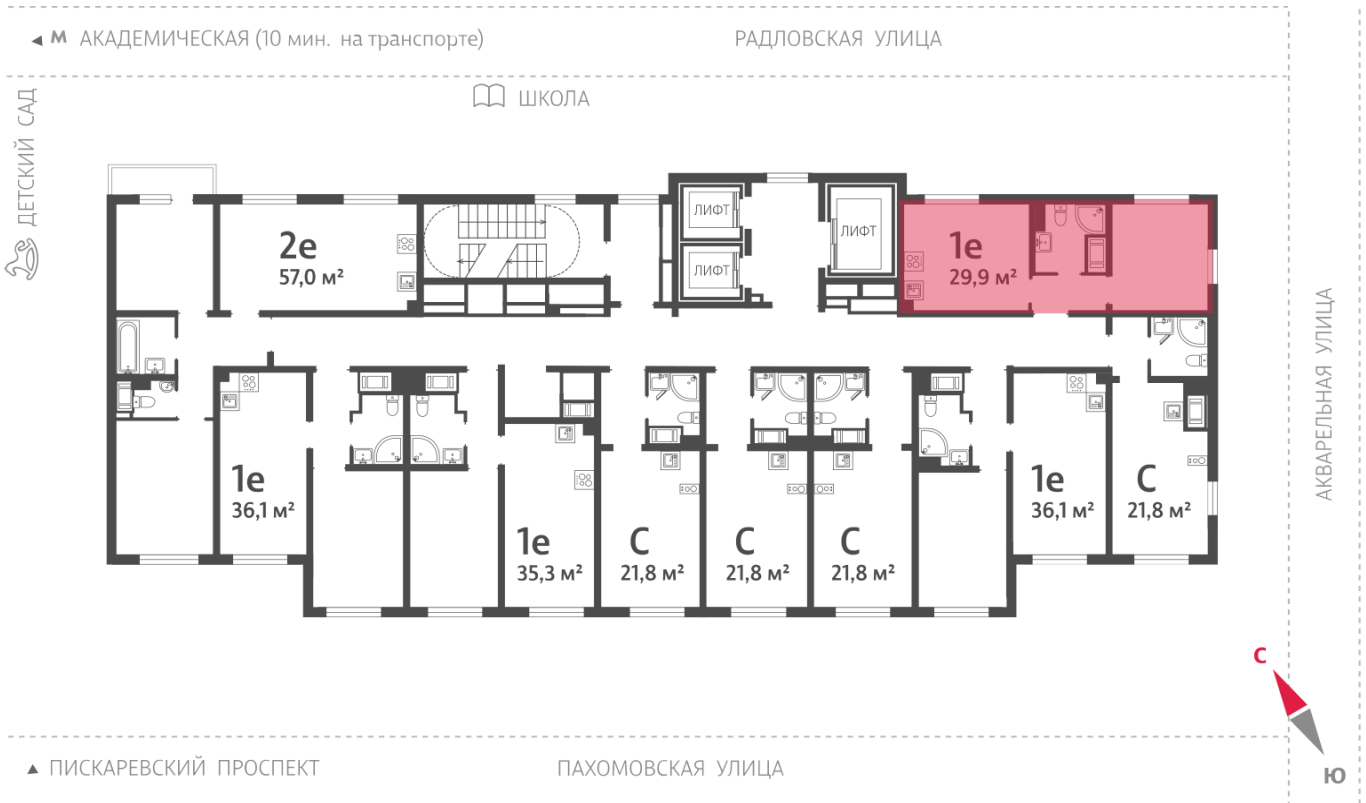 М АКАДЕМИЧЕСКАЯ (10 мин. на транспорте)
РАДЛОВСКАЯ УЛИЦА
ШКОЛА
ДЕТСКИЙ САД
ЛИФТ
ЛИФТ
ЛИФТ
2е
57,0 м²
1е
29,9 м²
АКВАРЕЛЬНАЯ УЛИЦА
1е
36,1 м²
1е
35,3 м²
С
21,8 м²
С
21,8 м²
С
21,8 м²
1е
36,1 м²
С
21,8 м²
С
Ю
ПИСКАРЕВСКИЙ ПРОСПЕКТ
ПАХОМОВСКАЯ УЛИЦА